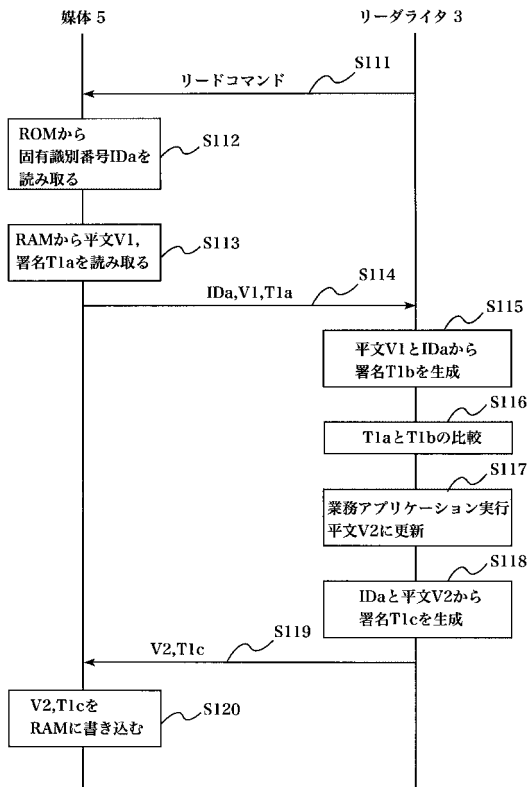 媒体 5
リーダライタ 3
S111
リードコマンド
ROMから
固有識別番号IDaを
読み取る
S112
RAMから平文V1,
署名T1aを読み取る
S113
S114
IDa,V1,T1a
S115
平文V1とIDaから
署名T1bを生成
S116
T1aとT1bの比較
S117
業務アプリケーション実行
平文V2に更新
S118
IDaと平文V2から
署名T1cを生成
S119
V2,T1c
V2,T1cを
RAMに書き込む
S120